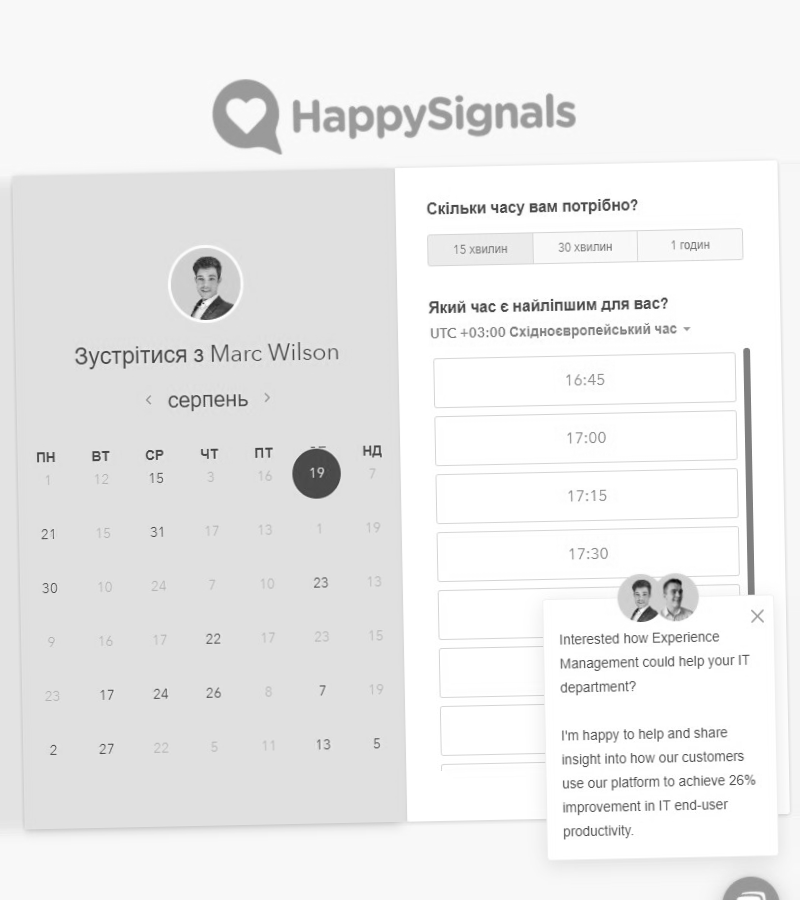 HappySignals
Зустрітися з Marc Wilson
серпень
ПН ВТ СР ЧТ ПТ НД
1 12 15 3 16 19 7
21 15 31 17 13 1 19
30 10 24 7 10 23 13
9 16 17 22 17 23 15
23 17 24 26 8 7 19
2 27 22 5 11 13 5
Скільки часу вам потрібно?
15 хвилин 30 хвилин 1 годин
Який час є найліпшим для вас?
UTC +03:00 Східноєвропейський час
16:45
17:00
17:15
17:30
Interested how Experience
Management could help your IT
department?
I'm happy to help and share
insight into how our customers
use our platform to achieve 26%
improvement in IT end-user
productivity.